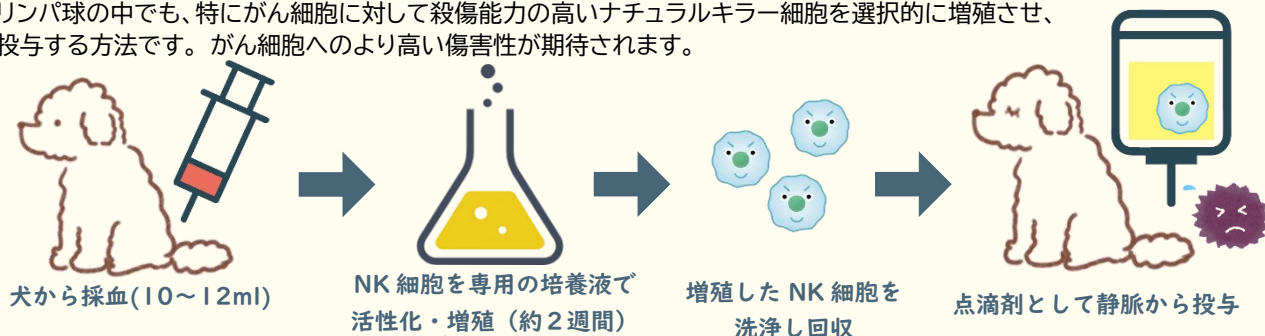 リンパ球の中でも、特にがん細胞に対して殺傷能力の高いナチュラルキラー細胞を選択的に増殖させ、
投与する方法です。がん細胞へのより高い傷害性が期待されます。
犬から採血(10〜12ml)
NK 細胞を専用の培養液で
活性化・増殖（約２週間）
増殖した NK 細胞を
洗浄し回収
点滴剤として静脈から投与